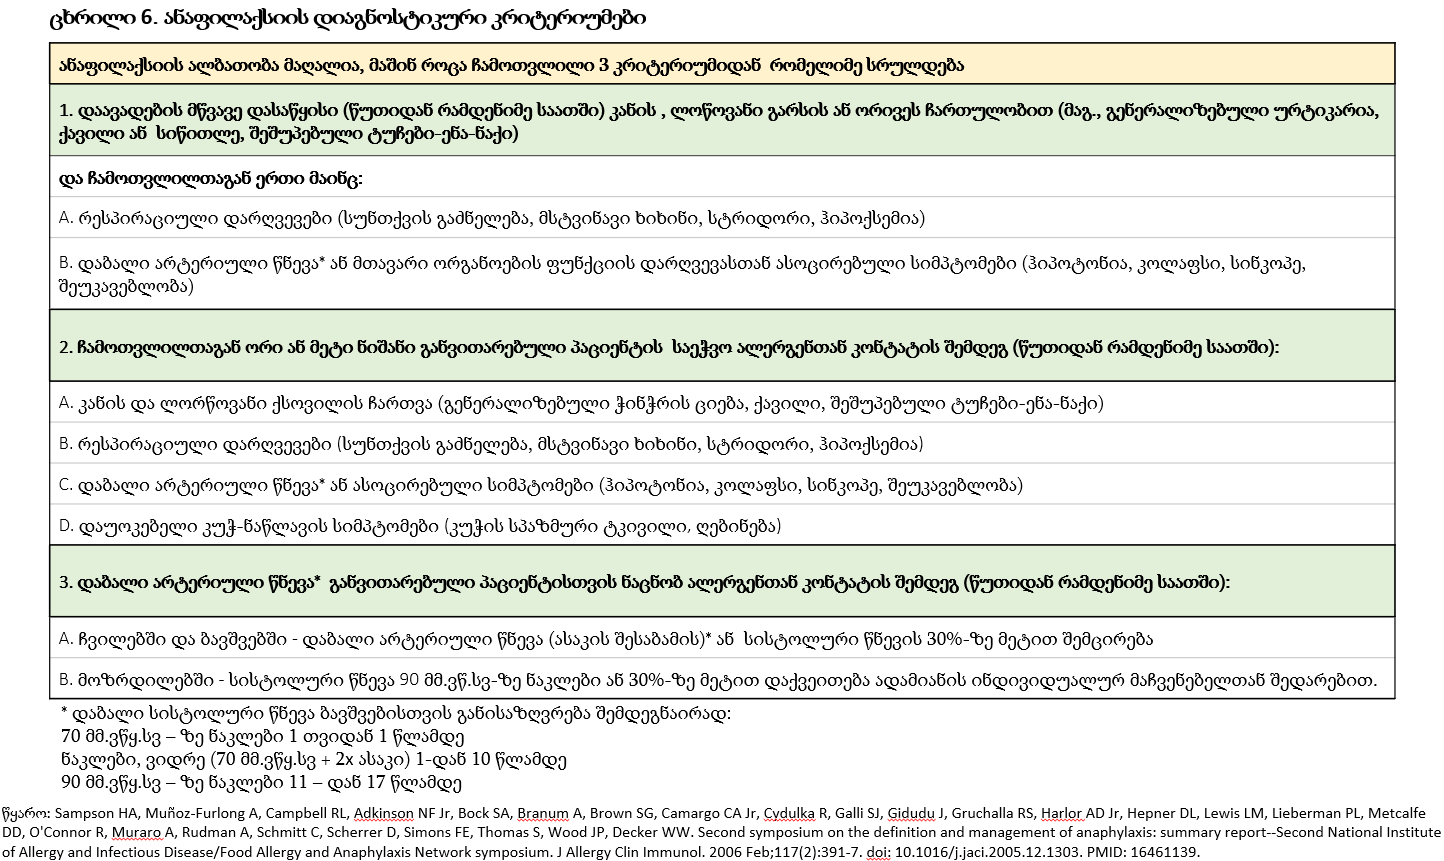 ცხრილი 6. ანაფილაქსიის დიაგნოსტიკური კრიტერიუმები
ანაფილაქსიის ალბათობა მაღალია, მაშინ როცა ჩამოთვლილი 3 კრიტერიუმიდან რომელიმე სრულდება
1. დაავადების მწვავე დასაწყისი (წუთიდან რამდენიმე საათში) კანის , ლოწოვანი გარსის ან ორივეს ჩართულობით (მაგ., გენერალიზებული ურტიკარია,
ქავილი ან სიწითლე, შეშუპებული ტუჩები-ენა-ნაქი)
და ჩამოთვლილთაგან ერთი მაინც:
A. რესპირაციული დარღვევები (სუნთქვის გაძნელება, მსტვინავი ხიხინი, სტრიდორი, ჰიპოქსემია)
B. დაბალი არტერიული წნევა* ან მთავარი ორგანოების ფუნქციის დარღვევასთან ასოცირებული სიმპტომები (ჰიპოტონია, კოლაფსი, სინკოპე,
შეუკავებლობა)
2. ჩამოთვლილთაგან ორი ან მეტი ნიშანი განვითარებული პაციენტის საეჭვო ალერგენთან კონტატის შემდეგ (წუთიდან რამდენიმე საათში):
A. კანის და ლორწოვანი ქსოვილის ჩართვა (გენერალიზებული ჭინჭრის ციება, ქავილი, შეშუპებული ტუჩები-ენა-ნაქი)
B. რესპირაციული დარღვევები (სუნთქვის გაძნელება, მსტვინავი ხიხინი, სტრიდორი, ჰიპოქსემია)
C. დაბალი არტერიული წნევა* ან ასოცირებული სიმპტომები (ჰიპოტონია, კოლაფსი, სინკოპე, შეუკავებლობა)
D. დაუოკებელი კუჭ-ნაწლავის სიმპტომები (კუჭის სპაზმური ტკივილი, ღებინება)
3. დაბალი არტერიული წნევა* განვითარებული პაციენტისთვის ნაცნობ ალერგენთან კონტატის შემდეგ (წუთიდან რამდენიმე საათში):
A. ჩვილებში და ბავშვებში - დაბალი არტერიული წნევა (ასაკის შესაბამის)* ან სისტოლური წნევის 30%-ზე მეტით შემცირება
B. მოზრდილებში - სისტოლური წნევა 90 მმ.ვწ.სვ-ზე ნაკლები ან 30%-ზე მეტით დაქვეითება ადამიანის ინდივიდუალურ მაჩვენებელთან შედარებით.
* დაბალი სისტოლური წნევა ბავშვებისთვის განისაზღვრება შემდეგნაირად:
70 მმ.ვწყ.სვ – ზე ნაკლები 1 თვიდან 1 წლამდე
ნაკლები, ვიდრე (70 მმ.ვწყ.სვ + 2x ასაკი) 1-დან 10 წლამდე
90 მმ.ვწყ.სვ – ზე ნაკლები 11 – დან 17 წლამდე
წყარო: Sampson HA, Muñoz-Furlong A, Campbell RL, Adkinson NF Jr, Bock SA, Branum A, Brown SG, Camargo CA Jr, Cydulka R, Galli SJ, Gidudu J, Gruchalla RS, Harlor AD Jr, Hepner DL, Lewis LM, Lieberman PL, Metcalfe
DD, O'Connor R, Muraro A, Rudman A, Schmitt C, Scherrer D, Simons FE, Thomas S, Wood JP, Decker WW. Second symposium on the definition and management of anaphylaxis: summary report--Second National Institute
of Allergy and Infectious Disease/Food Allergy and Anaphylaxis Network symposium. J Allergy Clin Immunol. 2006 Feb;117(2):391-7. doi: 10.1016/j.jaci.2005.12.1303. PMID: 16461139.